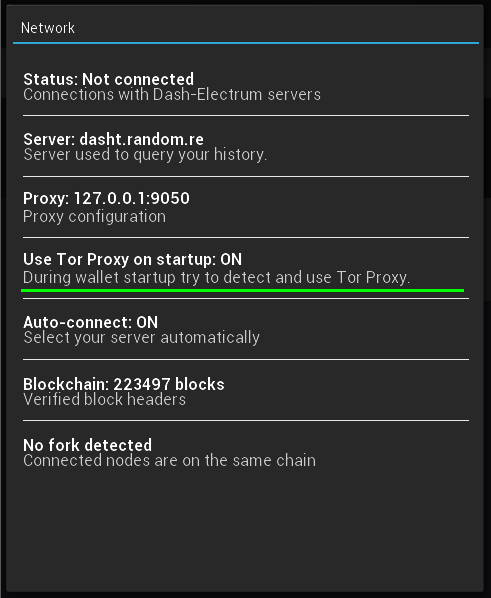 Network
Status: Not connected
Connections with Dash-Electrum servers
Server: dasht.random.re
Server used to query your history.
Proxy: 127.0.0.1:9050
Proxy configuration
Use Tor Proxy on startup: ON
During wallet startup try to detect and use Tor Proxy.
Auto-connect: ON
Select your server automatically
Blockchain: 223497 blocks
Verified block headers
No fork detected
Connected nodes are on the same chain